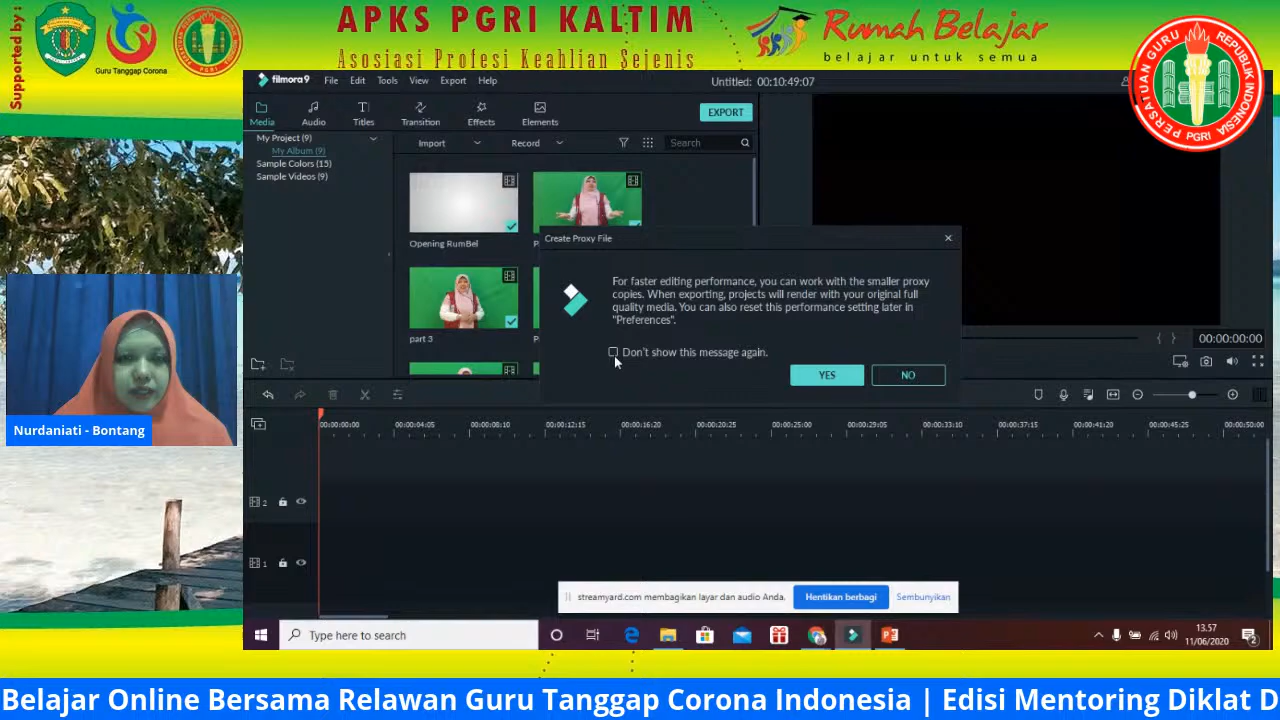 Supported by :
Guru Tanggap Corona
APKS PGRI KALTIM
Asosiasi Profesi Keahlian Sejenis
Rumah Belajar
belajar untuk semua
PERSATUAN GURU REPUBLIK INDONESIA
PGRI
filmora9 File Edit Tools View Export Help
Untitled: 00:10:49:07
Media Audio Titles Transition Effects Elements
EXPORT
My Project (9)
My Album (9)
Sample Colors (15)
Sample Videos (9)
Import Record Search
Opening RumBel
part 3
Create Proxy File
For faster editing performance, you can work with the smaller proxy
copies. When exporting, projects will render with your original full
quality media. You can also reset this performance setting later in
"Preferences".
Don't show this message again.
YES NO
00:00:00:00
00:00:00:00 00:00:04:05 00:00:08:10 00:00:12:15 00:00:16:20 00:00:20:25 00:00:25:00 00:00:29:05 00:00:33:10 00:00:37:15 00:00:41:20 00:00:45:25 00:00:50:00
2
1
Nurdaniati - Bontang
streamyard.com membagikan layar dan audio Anda. Hentikan berbagi Sembunyikan
Type here to search
13.57
11/06/2020
2
Belajar Online Bersama Relawan Guru Tanggap Corona Indonesia | Edisi Mentoring Diklat D